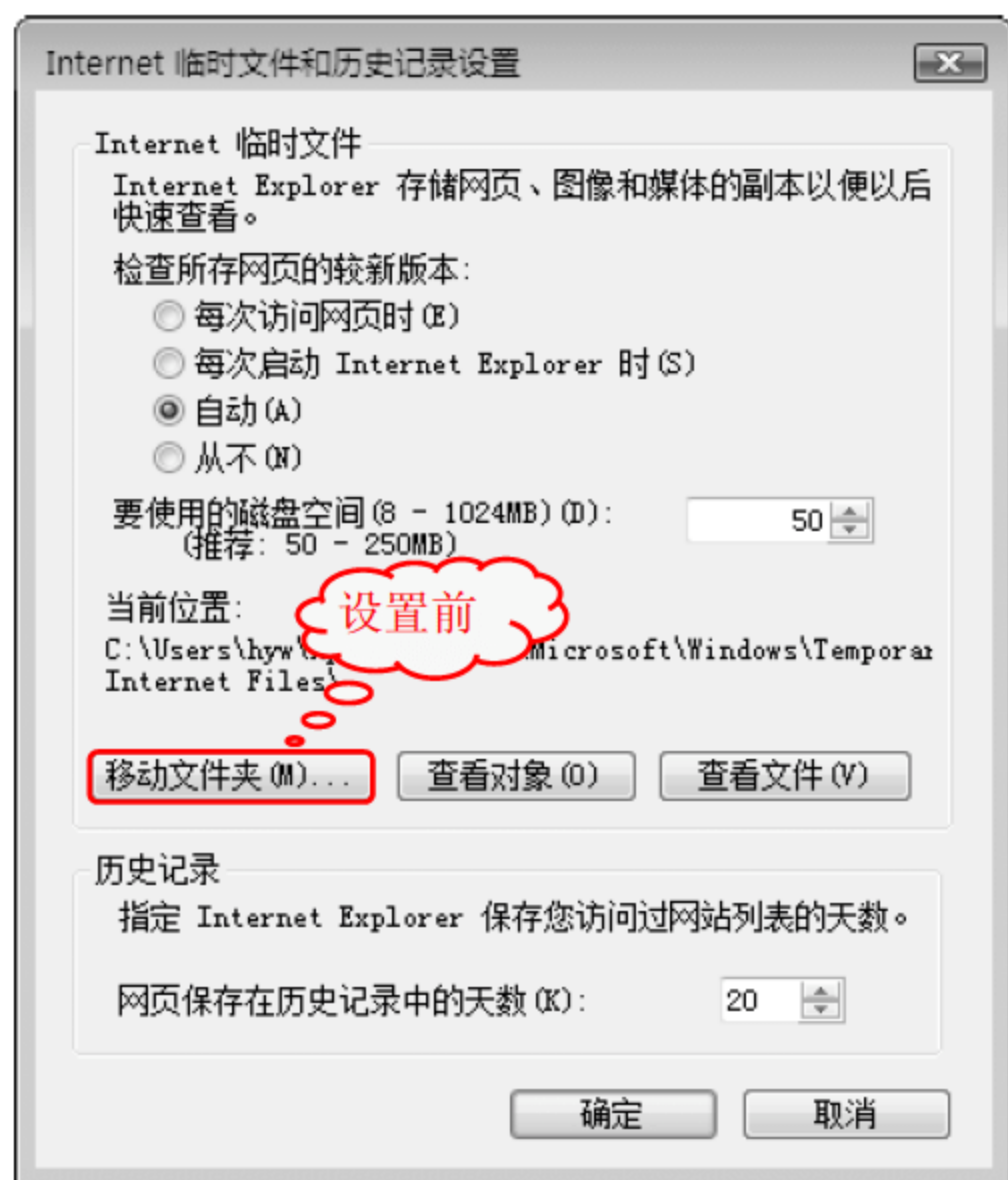 Internet 临时文件和历史记录设置
Internet 临时文件
Internet Explorer 存储网页、图像和媒体的副本以便以后
快速查看。
检查所存网页的较新版本:
每次访问网页时(E)
每次启动 Internet Explorer 时(S)
自动(A)
从不(N)
要使用的磁盘空间(8 - 1024MB)(D): 50
(推荐: 50 - 250MB)
当前位置:
设置前
C:\Users\hyw\ Microsoft\Windows\Temporar
Internet Files\
移动文件夹(M)... 查看对象(O) 查看文件(V)
历史记录
指定 Internet Explorer 保存您访问过网站列表的天数。
网页保存在历史记录中的天数(K): 20
确定 取消